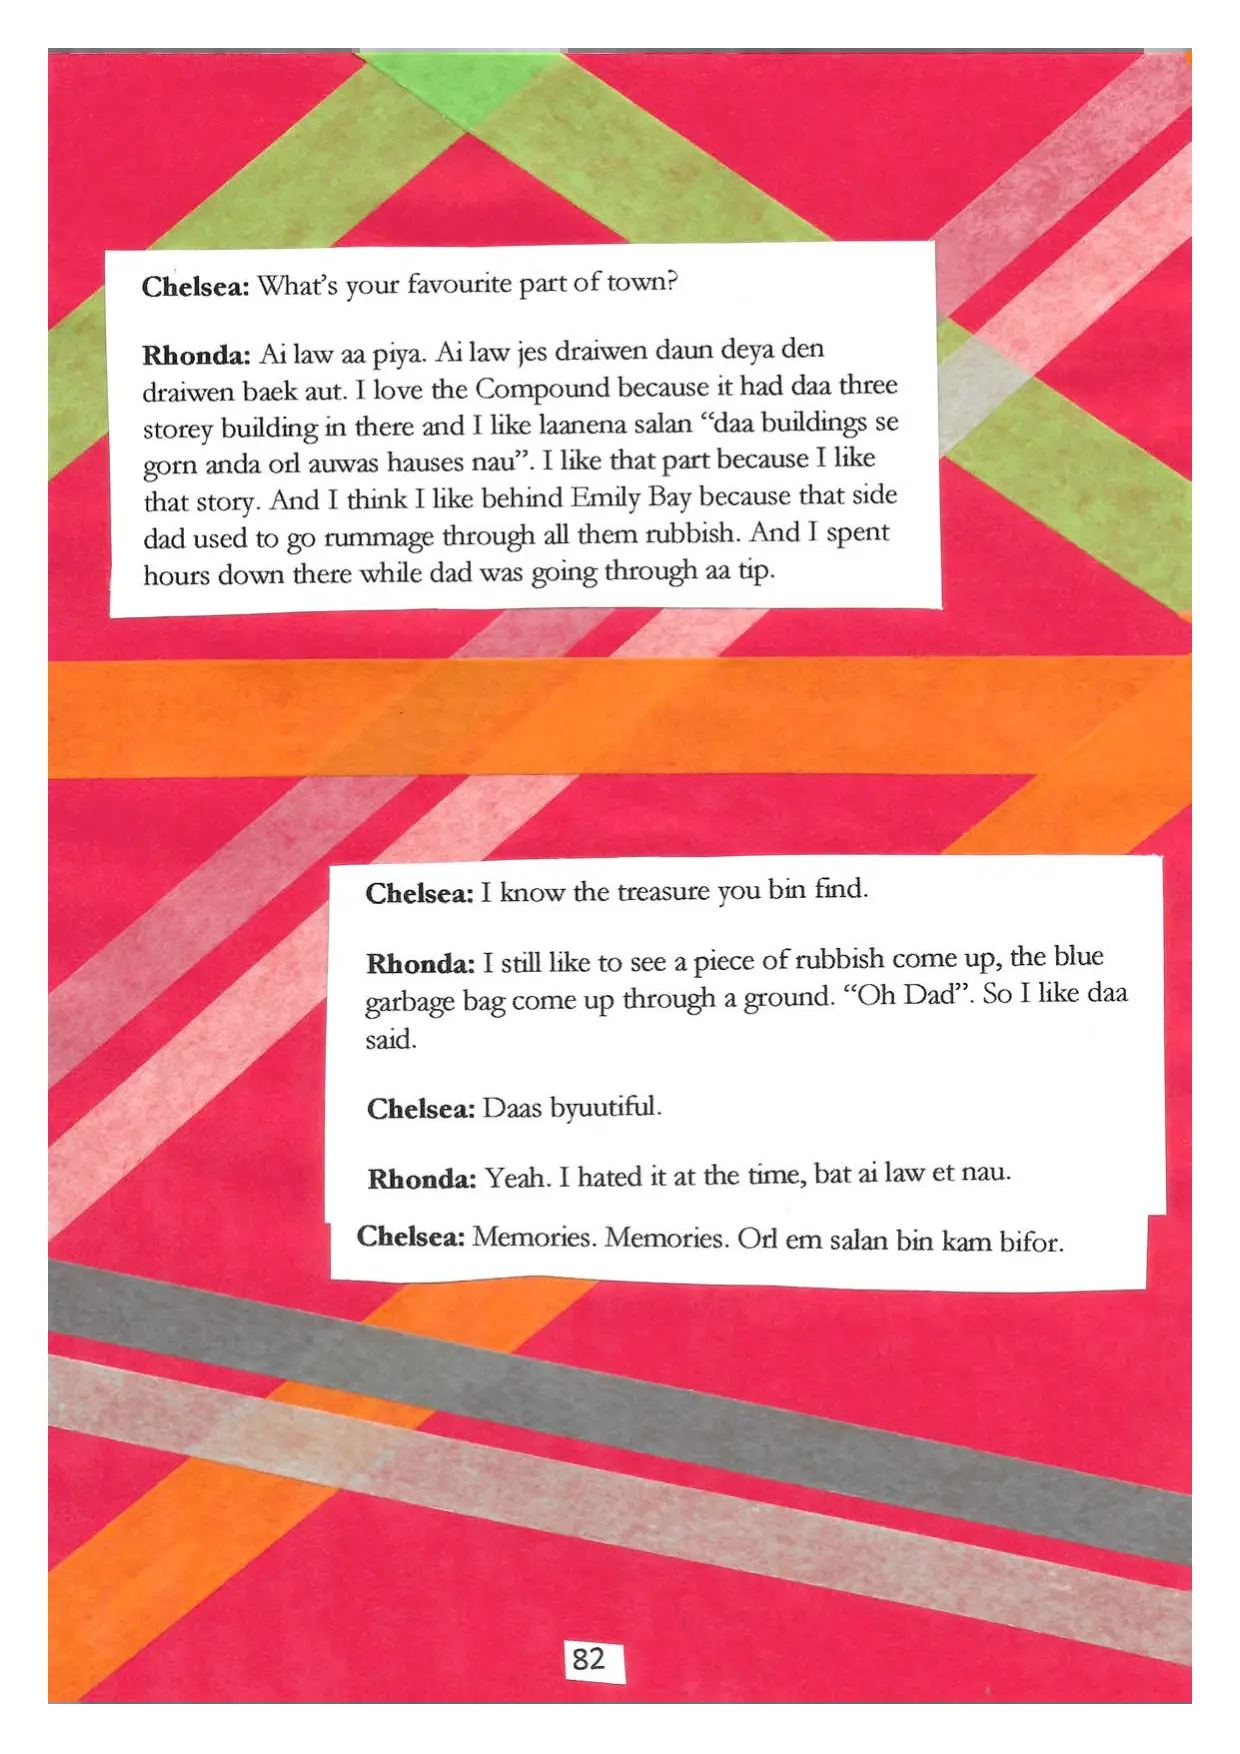 Chelsea: What's your favourite part of town?
Rhonda: Ai law aa piya. Ai law jes draiwen daun deya den
draiwen baek aut. I love the Compound because it had daa three
storey building in there and I like laanena salan “daa buildings se
gorn anda orl auwas hauses nau”. I like that part because I like
that story. And I think I like behind Emily Bay because that side
dad used to go rummage through all them rubbish. And I spent
hours down there while dad was going through aa tip.
Chelsea: I know the treasure you bin find.
Rhonda: I still like to see a piece of rubbish come up, the blue
garbage bag come up through a ground. “Oh Dad”. So I like daa
said.
Chelsea: Daas byuutiful.
Rhonda: Yeah. I hated it at the time, bat ai law et nau.
Chelsea: Memories. Memories. Orl em salan bin kam bifor.
82